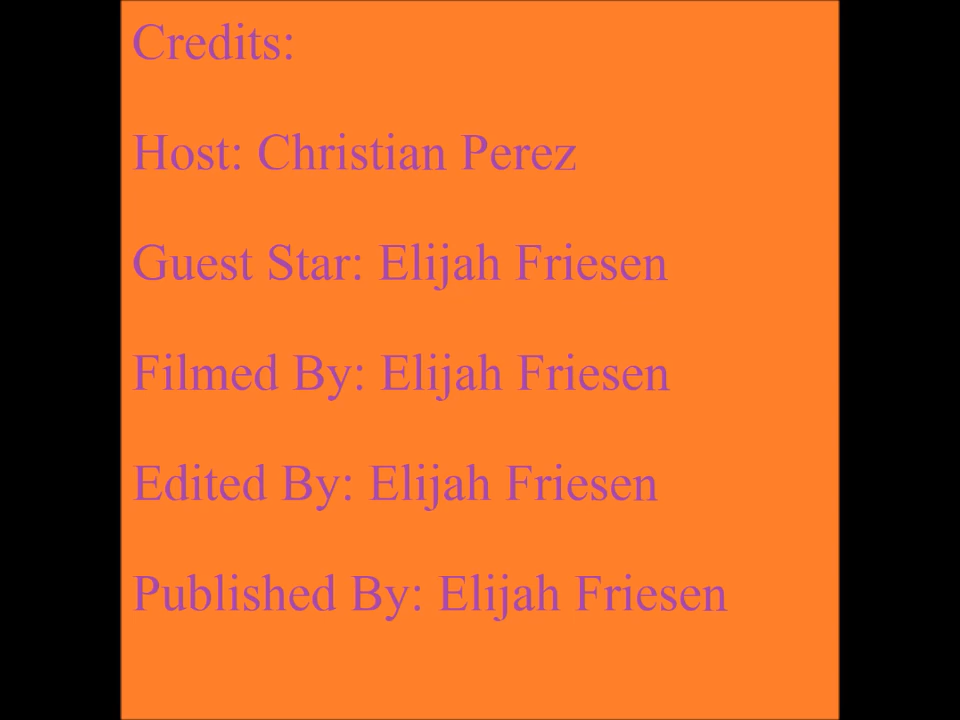 Credits:
Host: Christian Perez
Guest Star: Elijah Friesen
Filmed By: Elijah Friesen
Edited By: Elijah Friesen
Published By: Elijah Friesen